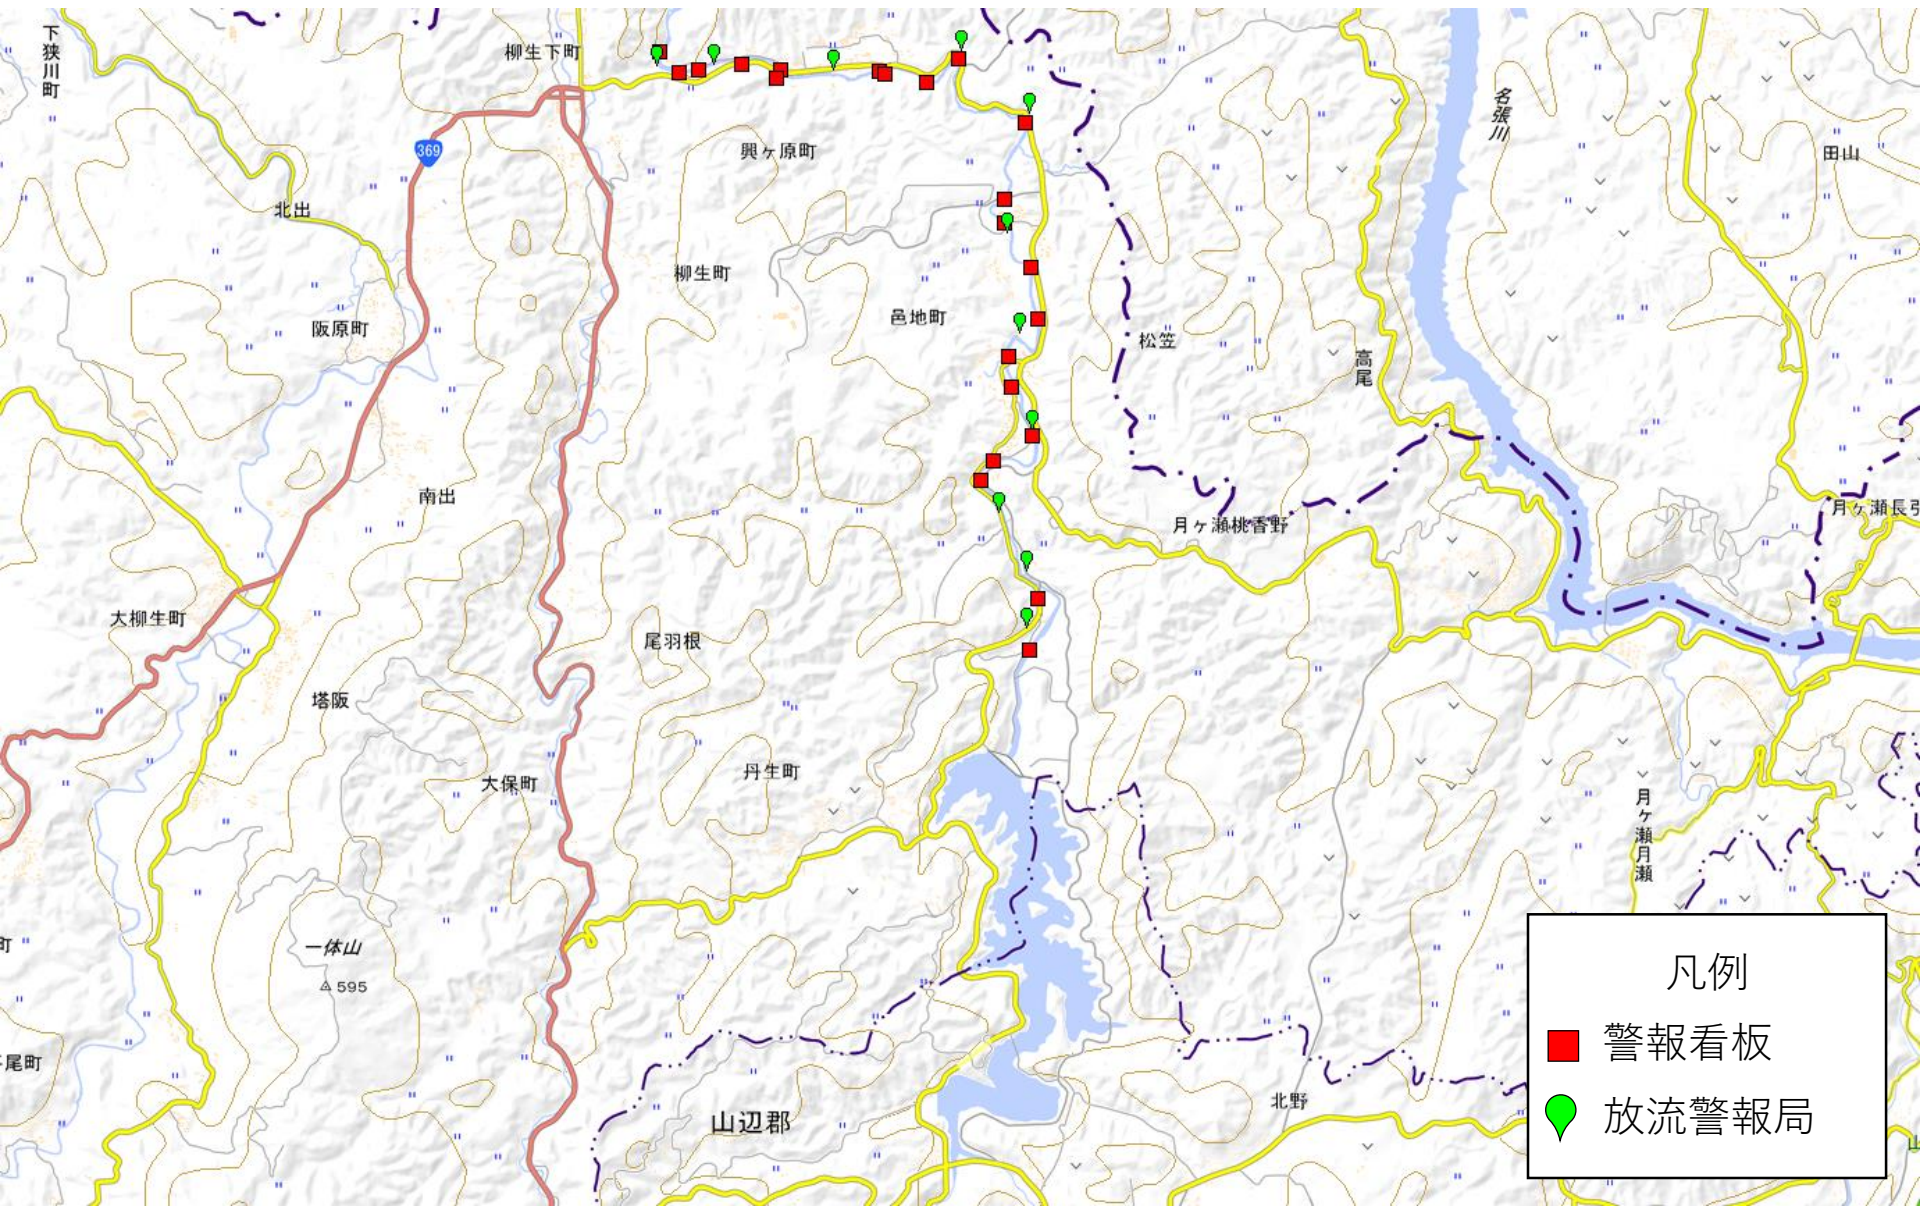 下狭川町
柳生下町
名張川
369
興ヶ原町
田山
北出
柳生町
邑地町
阪原町
松笠
高尾
南出
月ヶ瀬桃香野
月ヶ瀬長引
大柳生町
尾羽根
塔阪
丹生町
大保町
月ヶ瀬月瀬
一体山
595
町
尾町
山辺郡
北野
凡例
警報看板
放流警報局
山